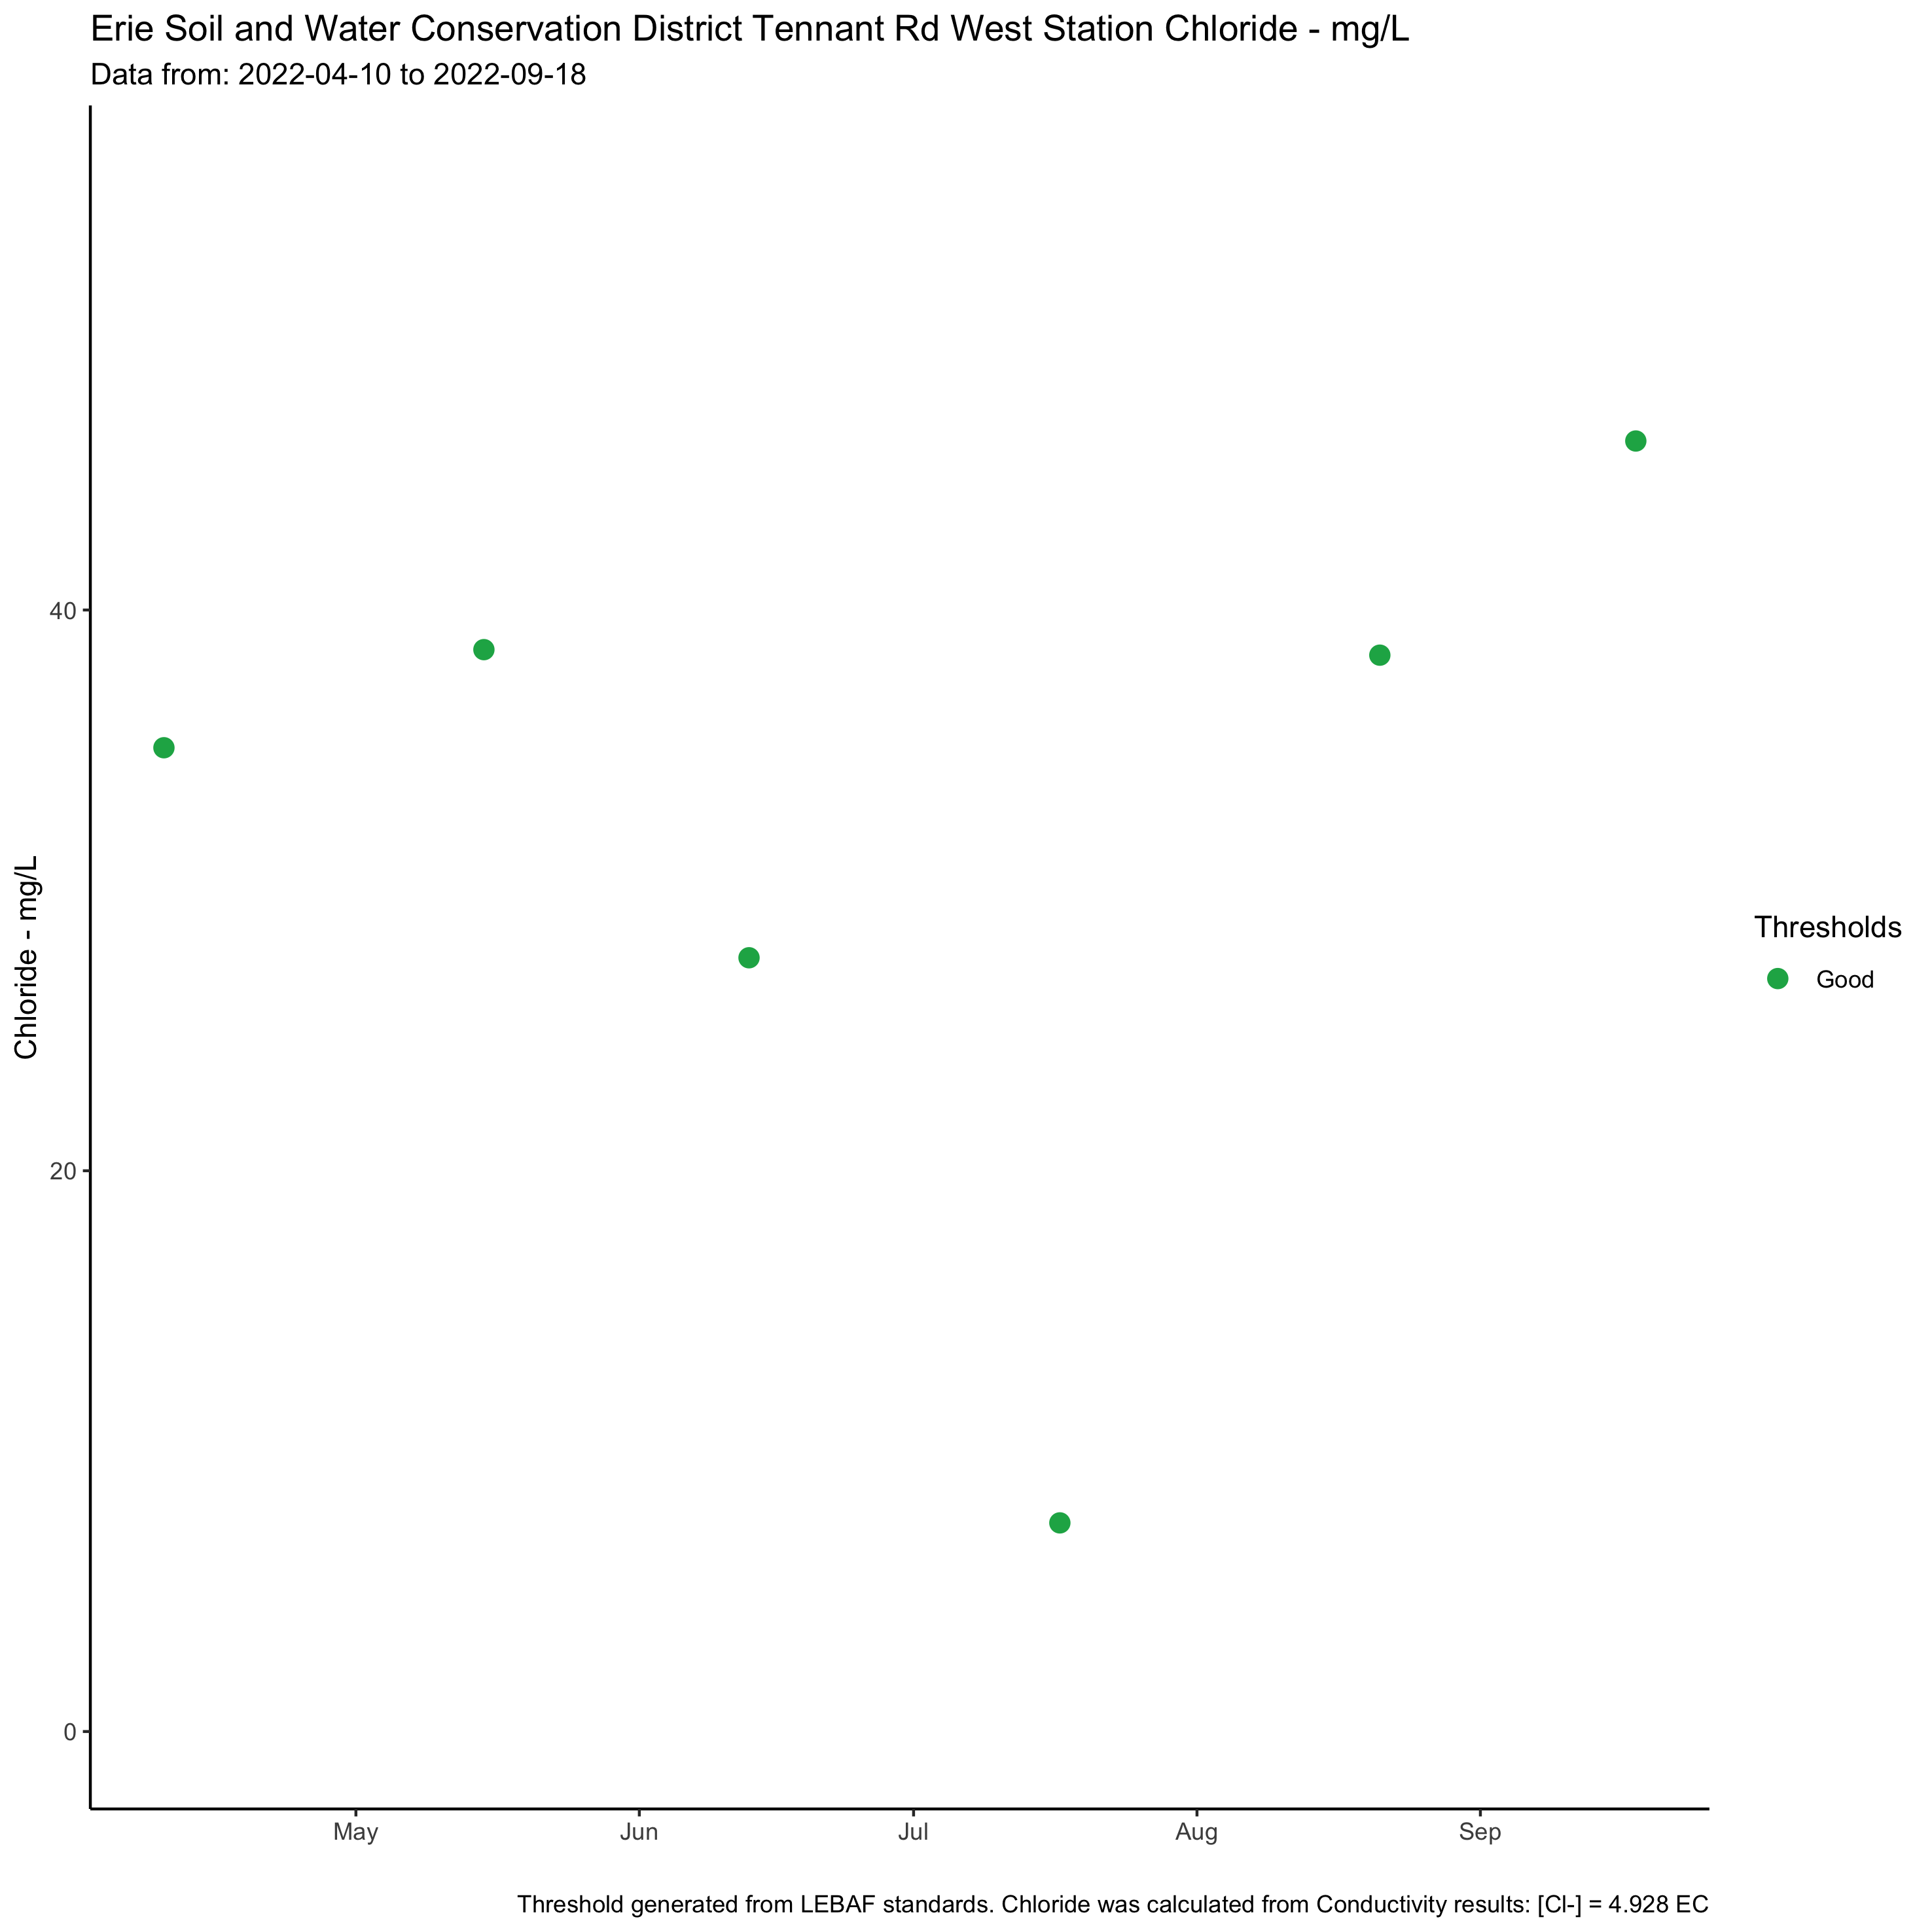 Erie Soil and Water Conservation District Tennant Rd West Station Chloride - mg/L
Data from: 2022-04-10 to 2022-09-18
Chloride - mg/L
40
20
0
May Jun Jul Aug Sep
Thresholds
Good
Threshold generated from LEBAF standards. Chloride was calculated from Conductivity results: [Cl-] = 4.928 EC